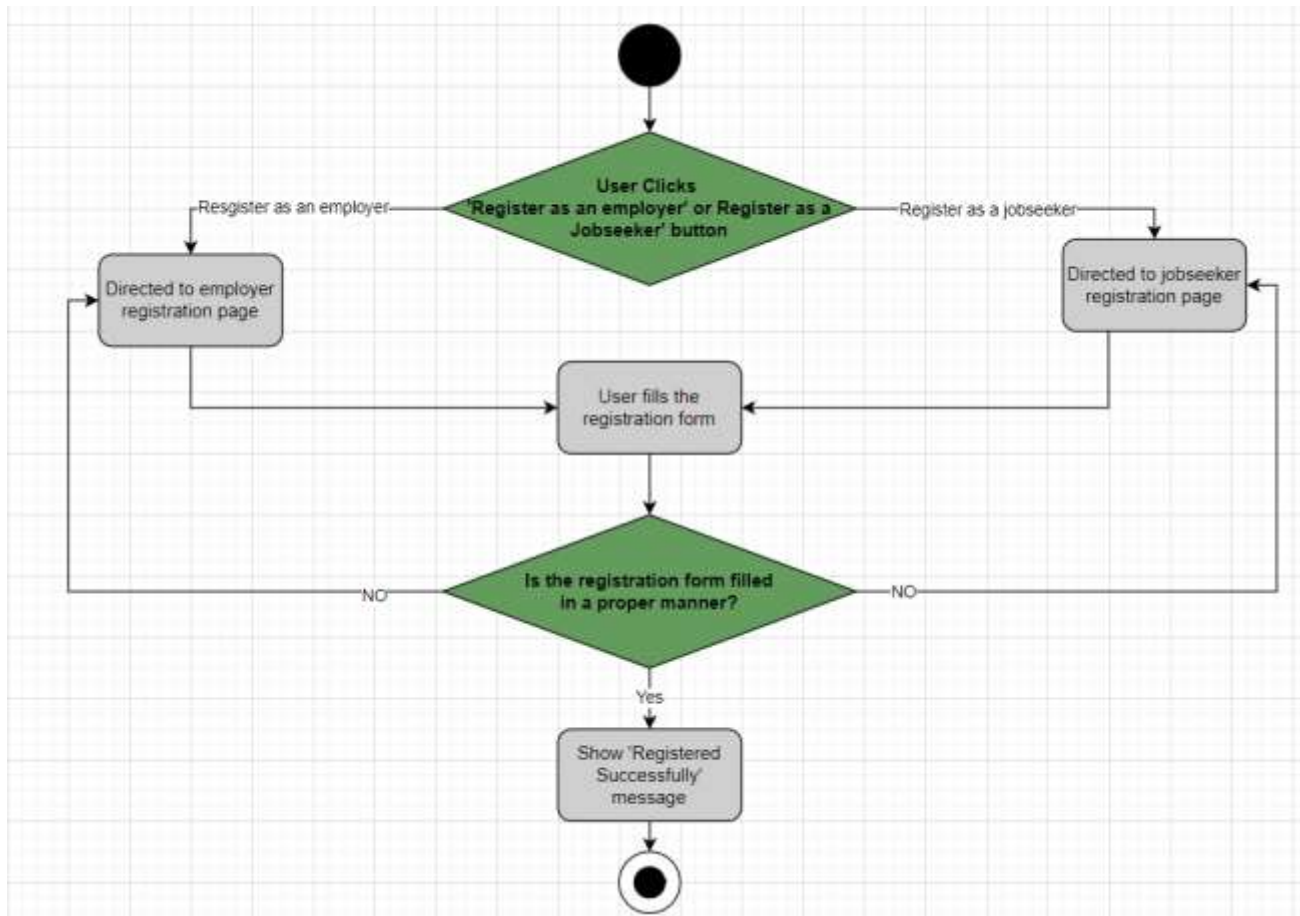 User Clicks
'Register as an employer' or Register as a
Jobseeker' button
Resgister as an employer
Register as a jobseeker
Directed to employer
registration page
Directed to jobseeker
registration page
User fills the
registration form
Is the registration form filled
in a proper manner?
NO
NO
Yes
Show 'Registered
Successfully'
message